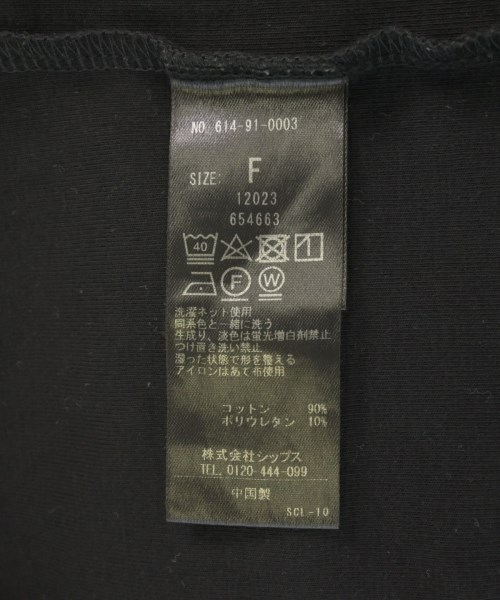 NO. 614-91-0003
SIZE: F
12023
654663
40
F W
洗濯ネット使用
同系色と一緒に洗う
生成り、淡色は蛍光増白剤禁止
つけ置き洗い禁止
湿った状態で形を整える
アイロンはあて布使用
コットン 90%
ポリウレタン 10%
株式会社シップス
TEL. 0120-444-099
中国製
SCL-10